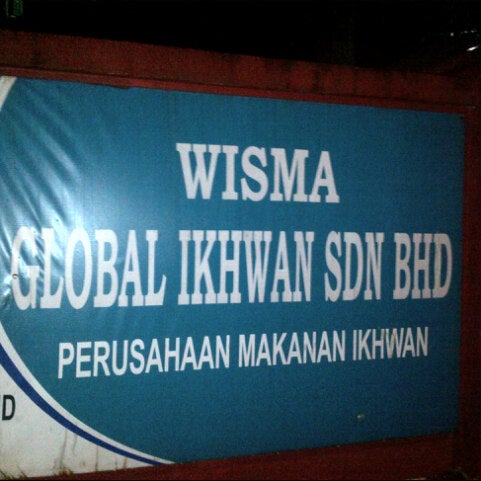 WISMA
GLOBAL IKHWAN SDN BHD
PERUSAHAAN MAKANAN IKHWAN